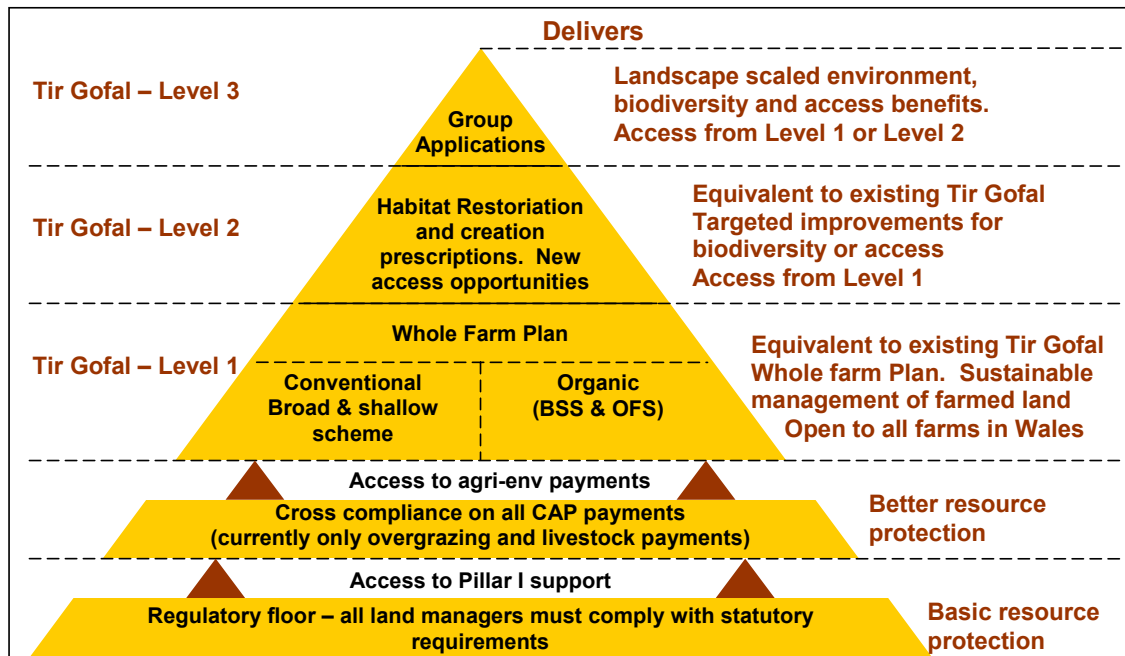 Delivers
Tir Gofal – Level 3
Group
Applications
Landscape scaled environment,
biodiversity and access benefits.
Access from Level 1 or Level 2
Tir Gofal – Level 2
Habitat Restoriation
and creation
prescriptions.  New
access opportunities
Equivalent to existing Tir Gofal
Targeted improvements for
biodiversity or access
Access from Level 1
Tir Gofal – Level 1
Whole Farm Plan
Conventional
Broad & shallow
scheme
Organic
(BSS & OFS)
Equivalent to existing Tir Gofal
Whole farm Plan.  Sustainable
management of farmed land
Open to all farms in Wales
Access to agri-env payments
Cross compliance on all CAP payments
(currently only overgrazing and livestock payments)
Better resource
protection
Access to Pillar I support
Regulatory floor – all land managers must comply with statutory
requirements
Basic resource
protection